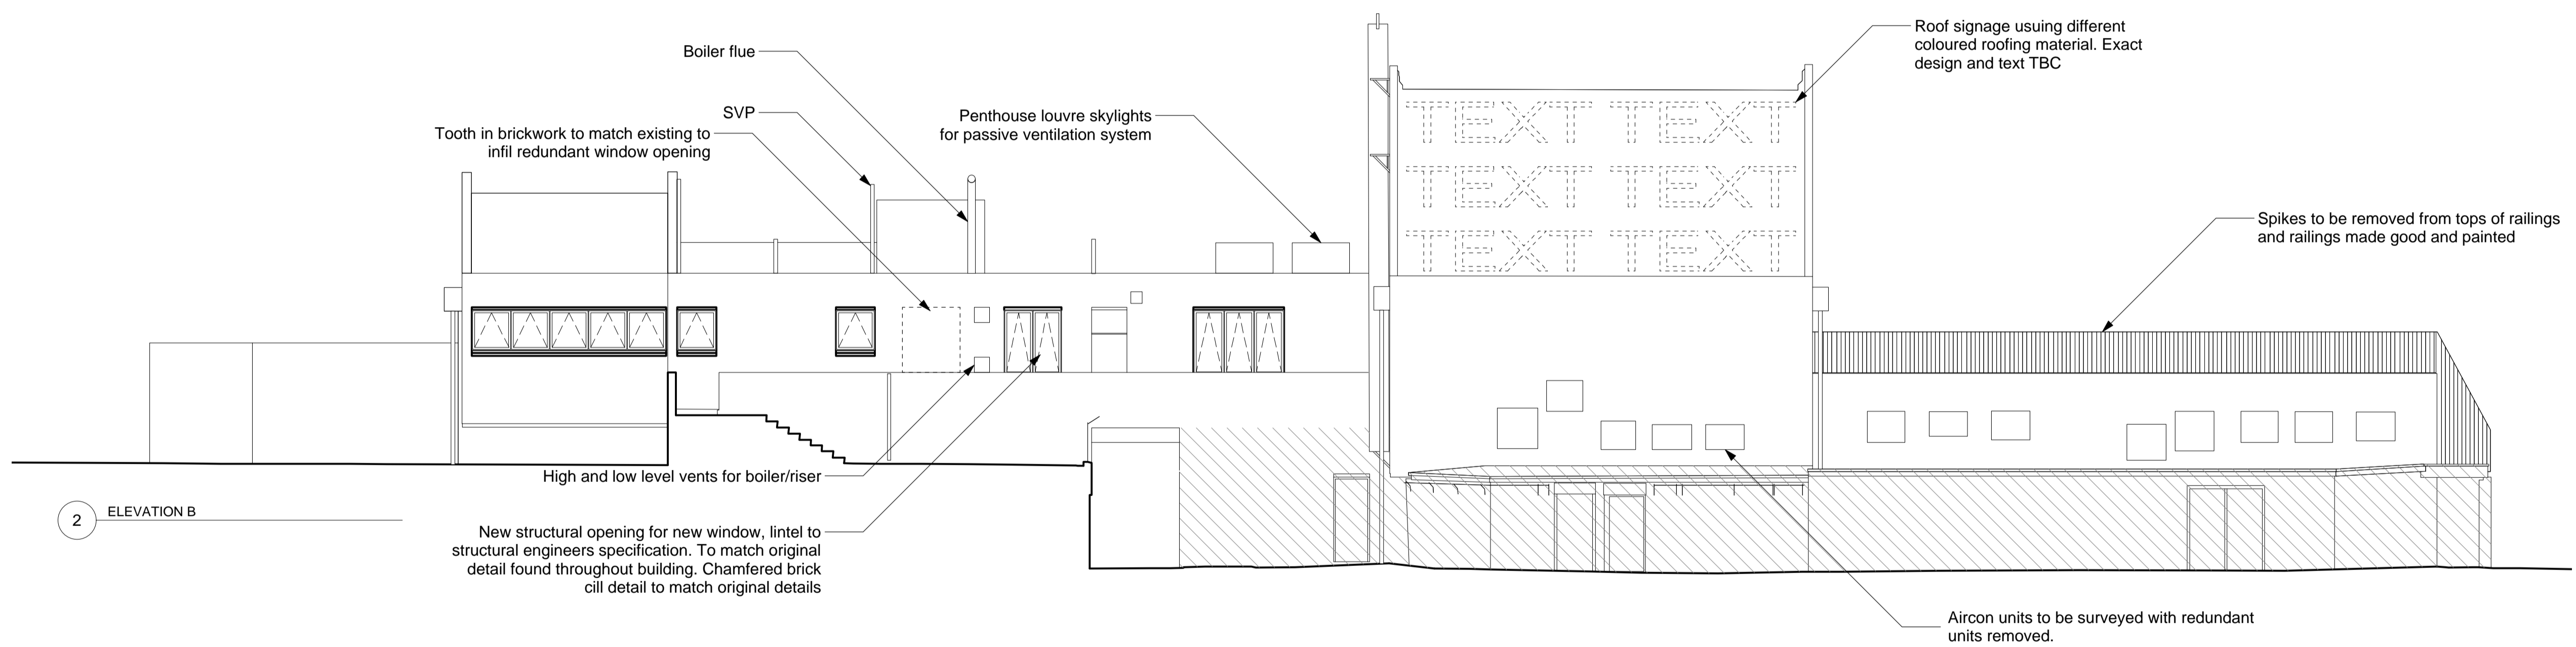 Roof signage usuing different
coloured roofing material. Exact
design and text TBC
Boiler flue
SVP
Penthouse louvre skylights
for passive ventilation system
Tooth in brickwork to match existing to
infil redundant window opening
TEXT TEXT
TEXT TEXT
TEXT TEXT
Spikes to be removed from tops of railings
and railings made good and painted
High and low level vents for boiler/riser
2 ELEVATION B
New structural opening for new window, lintel to
structural engineers specification. To match original
detail found throughout building. Chamfered brick
cill detail to match original details
Aircon units to be surveyed with redundant
units removed.